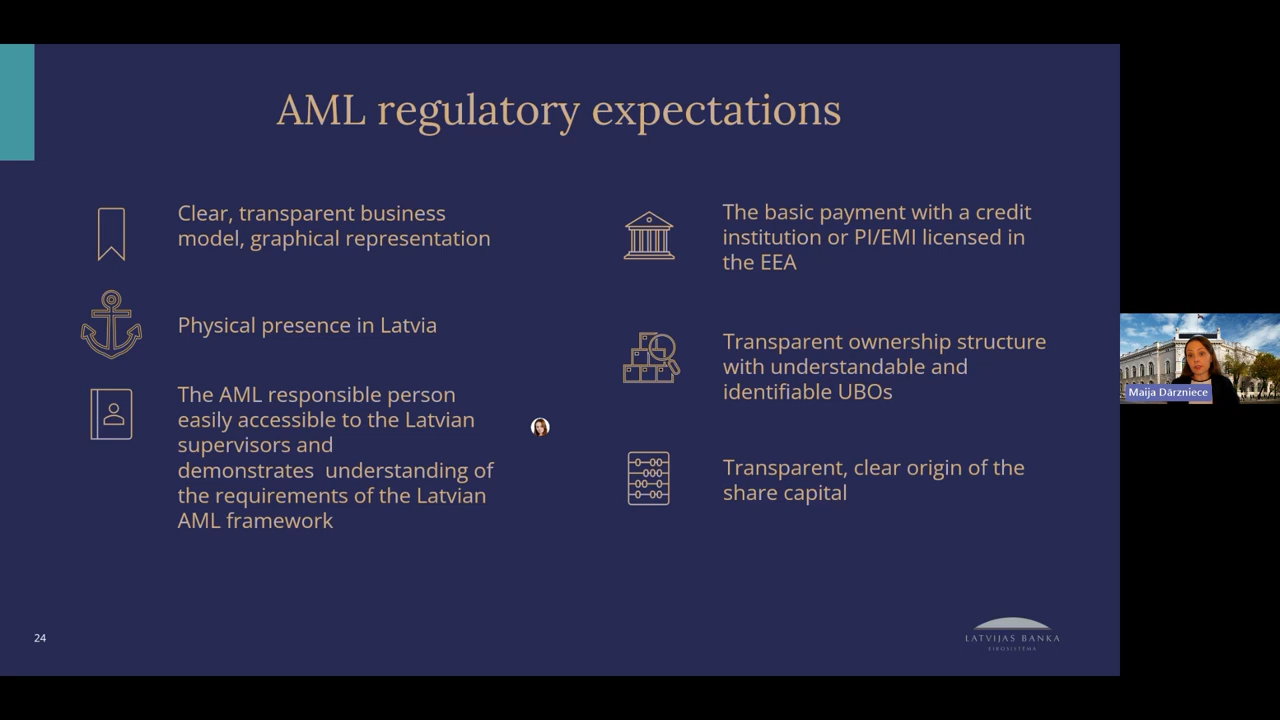 AML regulatory expectations
Clear, transparent business
model, graphical representation
Physical presence in Latvia
The AML responsible person
easily accessible to the Latvian
supervisors and
demonstrates  understanding of
the requirements of the Latvian
AML framework
The basic payment with a credit
institution or PI/EMI licensed in
the EEA
Transparent ownership structure
with understandable and
identifiable UBOs
Transparent, clear origin of the
share capital
Maija Dārzniece
24
LATVIJAS BANKA
EIROSISTĒMA